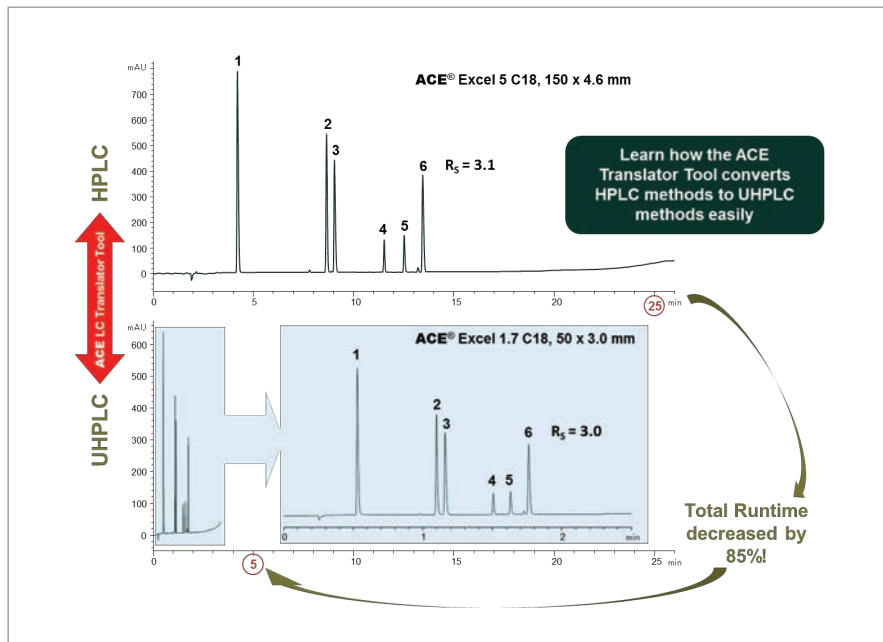 mAU
700
600
500
400
300
200
100
0
0
5
10
15
20
25
min
1
2
3
4
5
6
ACE® Excel 5 C18, 150 x 4.6 mm
RS = 3.1
HPLC
ACE LC Translator Tool
UHPLC
Learn how the ACE
Translator Tool converts
HPLC methods to UHPLC
methods easily
mAU
600
500
400
300
200
100
0
0
5
10
15
20
25
min
ACE® Excel 1.7 C18, 50 x 3.0 mm
1
2
3
4
5
6
RS = 3.0
0
1
2
min
Total Runtime
decreased by
85%!